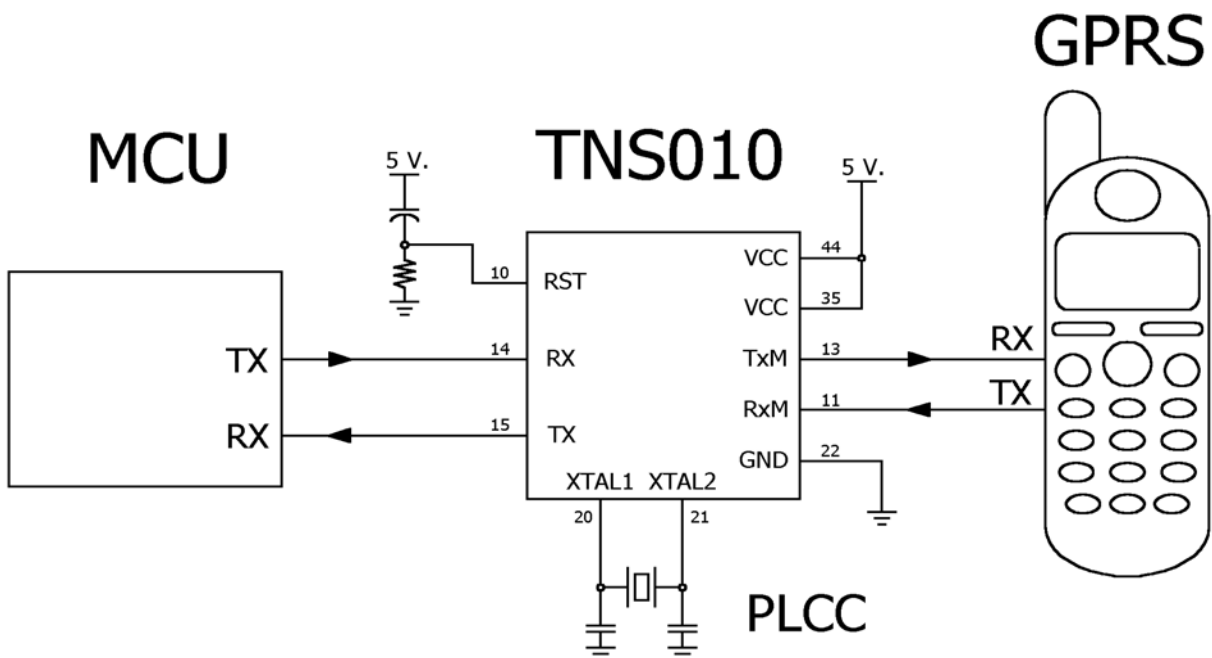 GPRS
MCU
TNS010
5 V.
5 V.
VCC 44
10 RST
VCC 35
TX 14 RX TxM 13 RX
RxM 11 TX
RX 15 TX
GND 22
XTAL1 XTAL2
20 21
PLCC